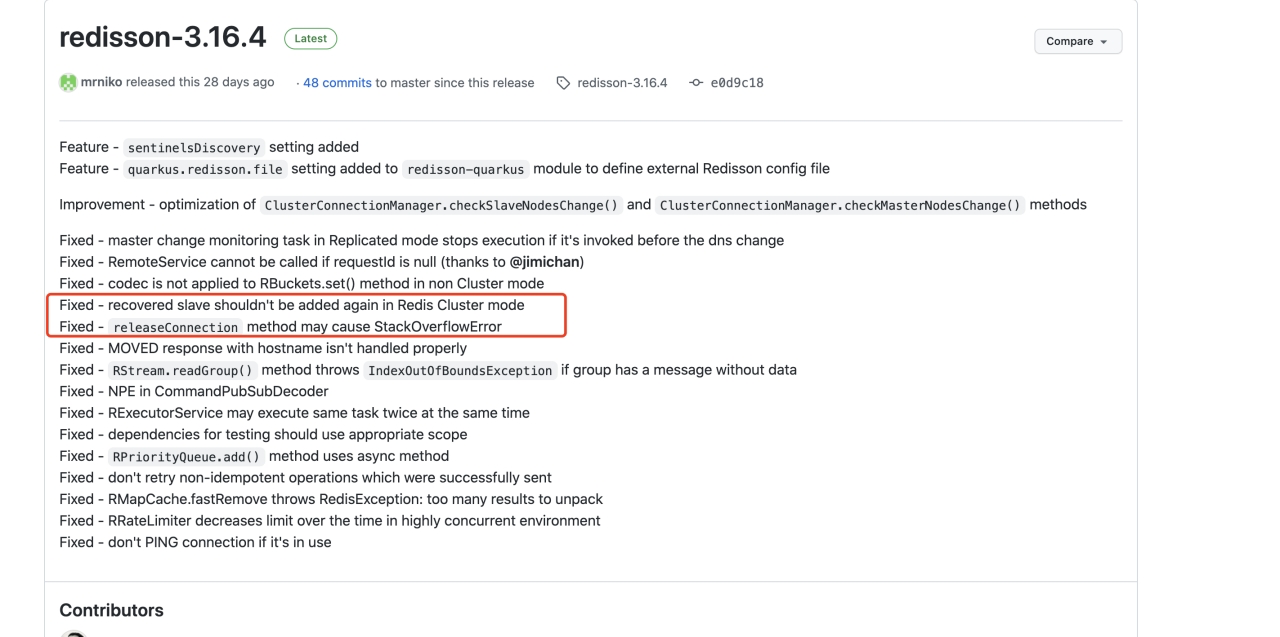 redisson-3.16.4 Latest
Compare
mrniko released this 28 days ago · 48 commits to master since this release redisson-3.16.4 e0d9c18
Feature - sentinelsDiscovery setting added
Feature - quarkus.redisson.file setting added to redisson-quarkus module to define external Redisson config file
Improvement - optimization of ClusterConnectionManager.checkSlaveNodesChange() and ClusterConnectionManager.checkMasterNodesChange() methods
Fixed - master change monitoring task in Replicated mode stops execution if it's invoked before the dns change
Fixed - RemoteService cannot be called if requestId is null (thanks to @jimichan)
Fixed - codec is not applied to RBuckets.set() method in non Cluster mode
Fixed - recovered slave shouldn't be added again in Redis Cluster mode
Fixed - releaseConnection method may cause StackOverflowError
Fixed - MOVED response with hostname isn't handled properly
Fixed - RStream.readGroup() method throws IndexOutOfBoundsException if group has a message without data
Fixed - NPE in CommandPubSubDecoder
Fixed - RExecutorService may execute same task twice at the same time
Fixed - dependencies for testing should use appropriate scope
Fixed - RPriorityQueue.add() method uses async method
Fixed - don't retry non-idempotent operations which were successfully sent
Fixed - RMapCache.fastRemove throws RedisException: too many results to unpack
Fixed - RRateLimiter decreases limit over the time in highly concurrent environment
Fixed - don't PING connection if it's in use
Contributors